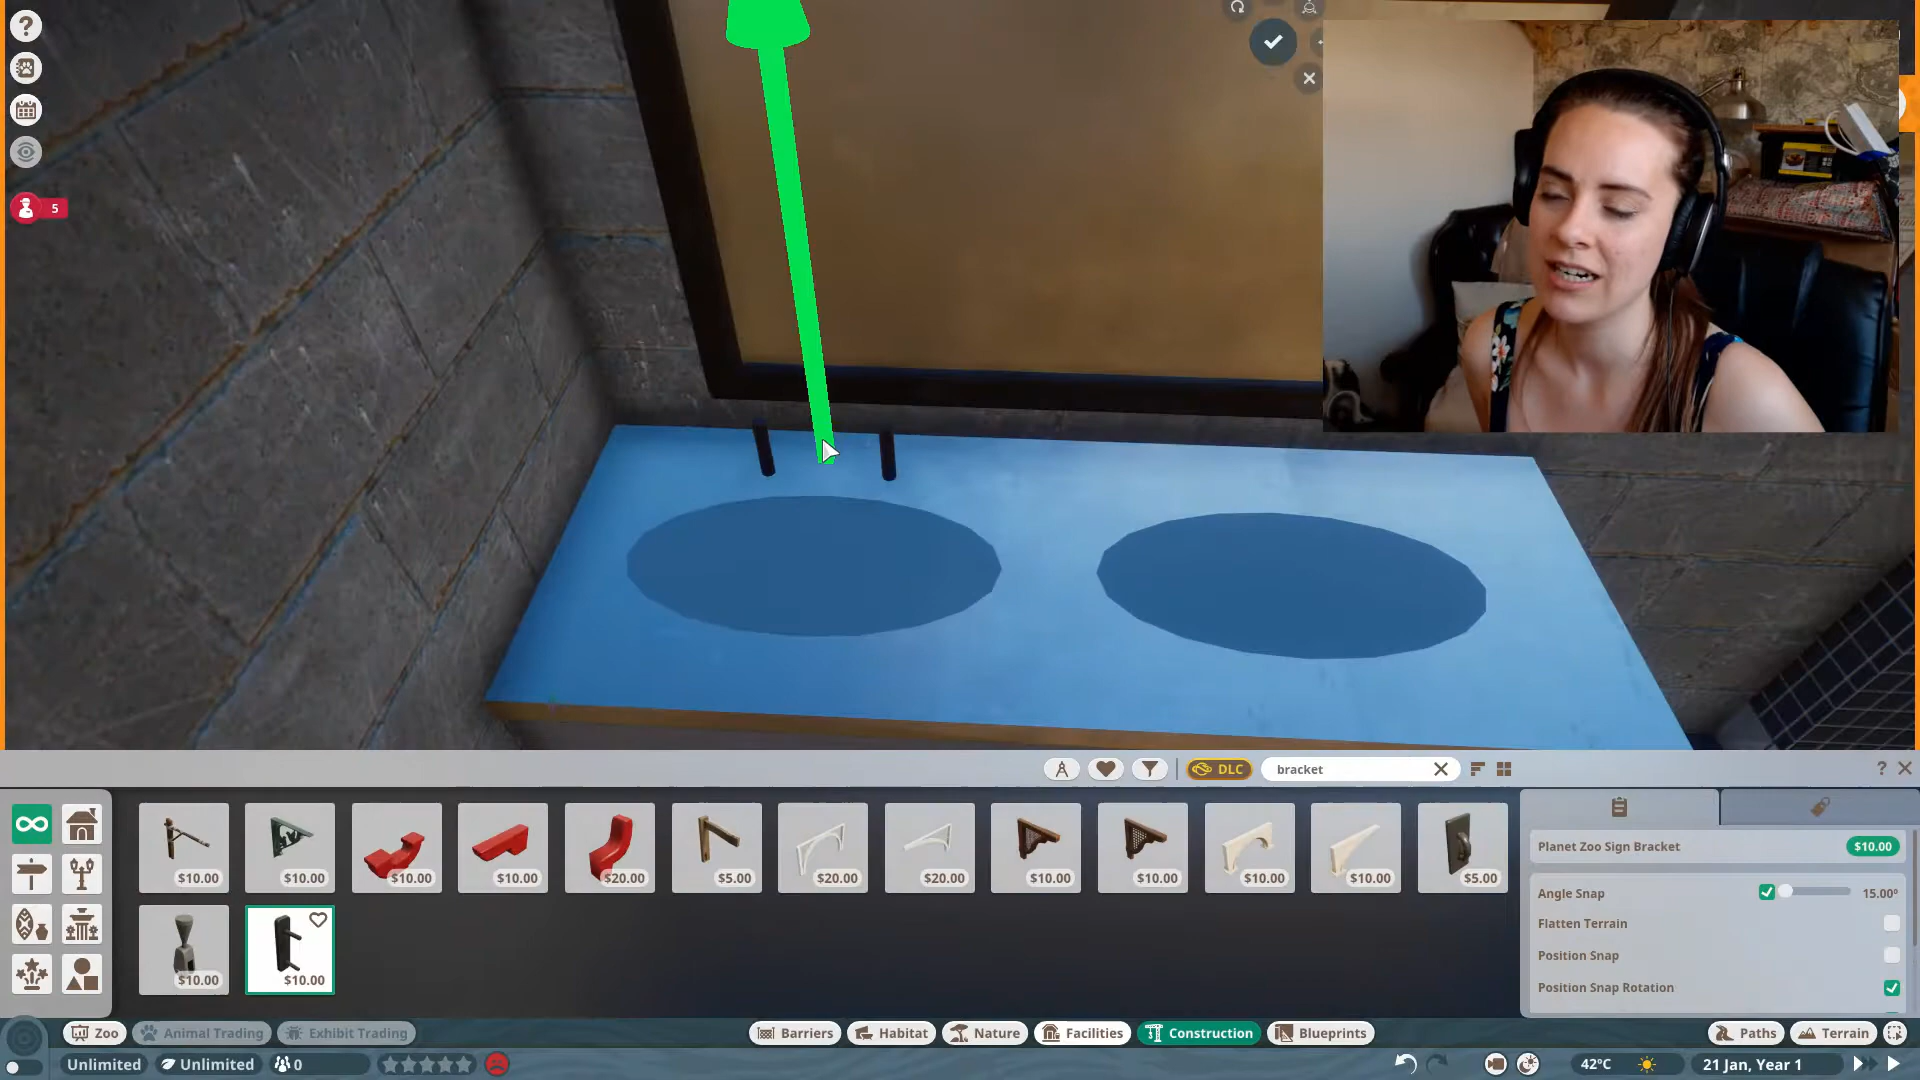 ?
5
DLC
bracket
?
$10.00
$10.00
$10.00
$10.00
$20.00
$5.00
$20.00
$20.00
$10.00
$10.00
$10.00
$10.00
$5.00
$10.00
$10.00
Planet Zoo Sign Bracket
$10.00
Angle Snap
15.00°
Flatten Terrain
Position Snap
Position Snap Rotation
Zoo
Animal Trading
Exhibit Trading
Barriers
Habitat
Nature
Facilities
Construction
Blueprints
Paths
Terrain
Unlimited
Unlimited
0
42°C
21 Jan, Year 1